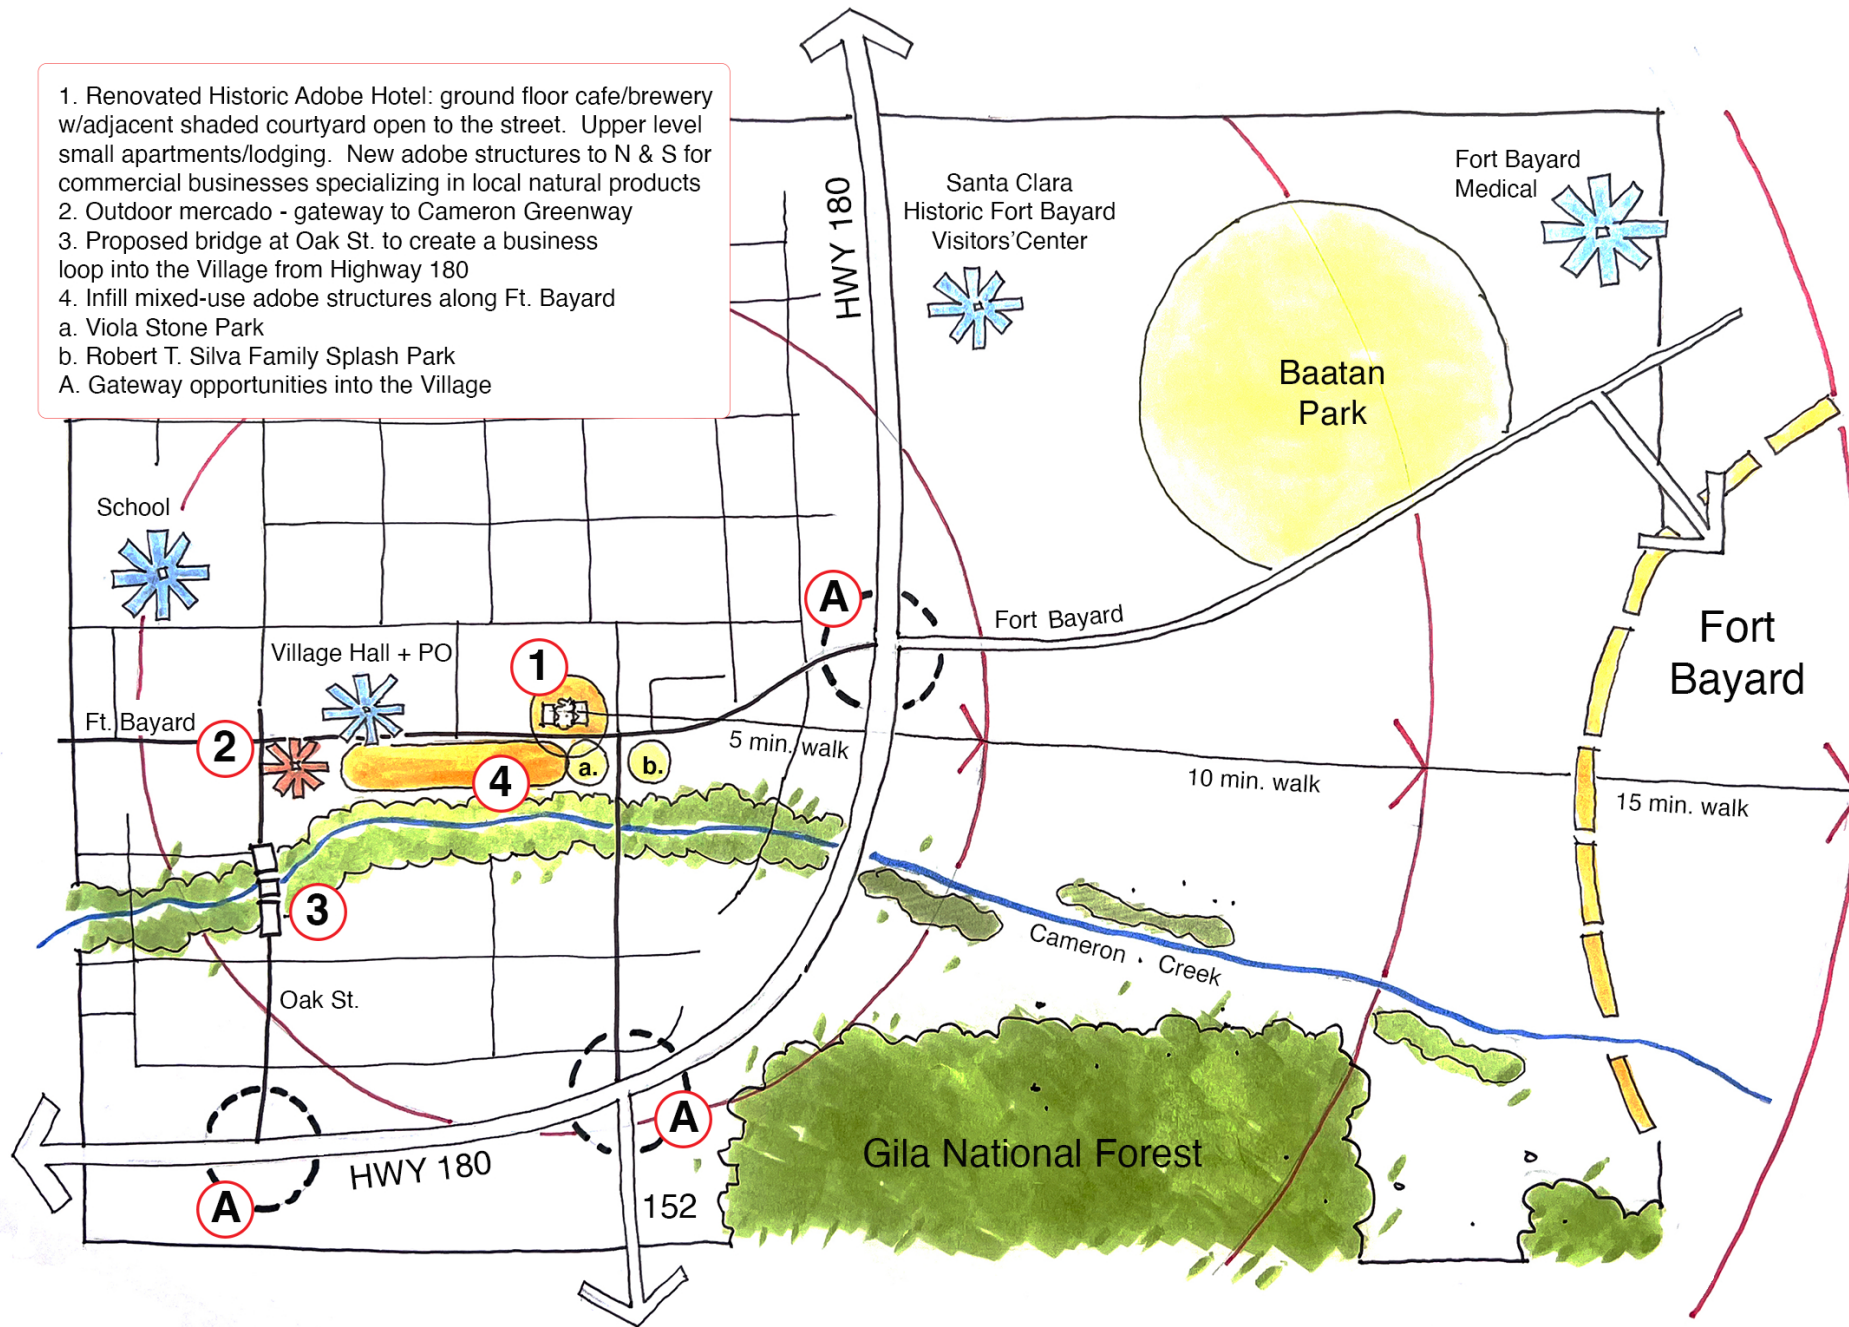 1. Renovated Historic Adobe Hotel: ground floor cafe/brewery
w/adjacent shaded courtyard open to the street.  Upper level
small apartments/lodging.  New adobe structures to N & S for
commercial businesses specializing in local natural products
2. Outdoor mercado - gateway to Cameron Greenway
3. Proposed bridge at Oak St. to create a business
loop into the Village from Highway 180
4. Infill mixed-use adobe structures along Ft. Bayard
a. Viola Stone Park
b. Robert T. Silva Family Splash Park
A. Gateway opportunities into the Village
HWY 180
Santa Clara
Historic Fort Bayard
Visitors'Center
Fort Bayard
Medical
Baatan
Park
School
A
Fort Bayard
Fort
Bayard
Village Hall + PO
1
Ft. Bayard
2
4
a.
b.
5 min. walk
10 min. walk
15 min. walk
3
Cameron . Creek
Oak St.
A
Gila National Forest
HWY 180
A
152